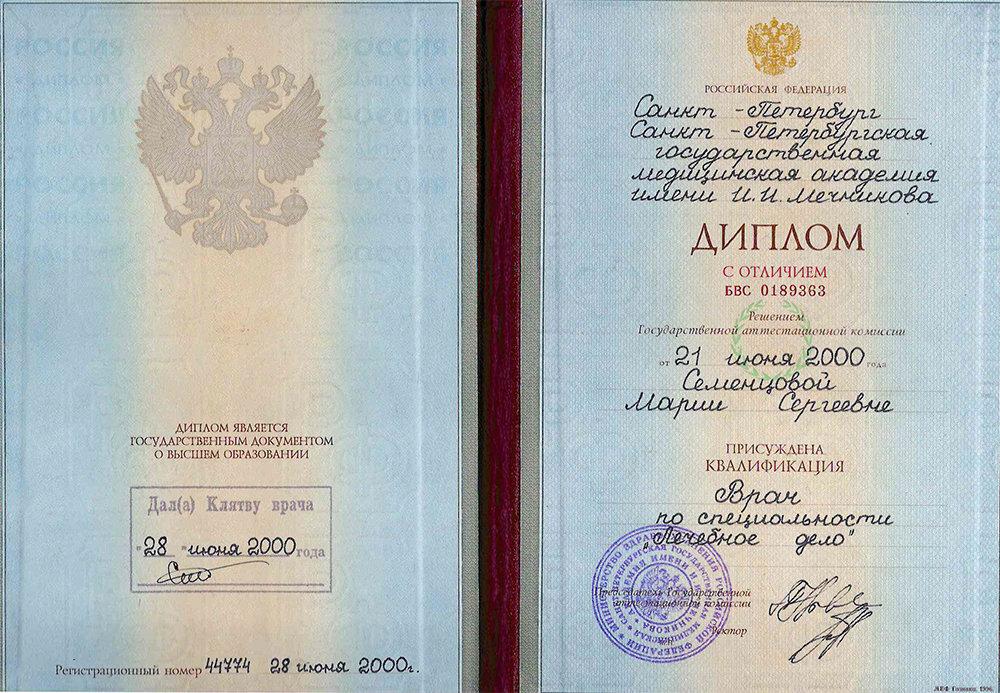 ДИПЛОМ ЯВЛЯЕТСЯ
ГОСУДАРСТВЕННЫМ ДОКУМЕНТОМ
О ВЫСШЕМ ОБРАЗОВАНИИ
Дал(а) Клятву врача
"28" июня 2000 года
Регистрационный номер 44774 28 июня 2000г.
РОССИЙСКАЯ ФЕДЕРАЦИЯ
Санкт-Петербург
Санкт-Петербургская
государственная
медицинская академия
имени И.И. Мечникова
ДИПЛОМ
С ОТЛИЧИЕМ
БВС 0189363
Решением
Государственной аттестационной комиссии
от 21 июня 2000 года
Семенцовой
Марии Сергеевне
ПРИСУЖДЕНА
КВАЛИФИКАЦИЯ
Врач
по специальности
"Лечебное дело"
Председатель Государственной
аттестационной комиссии
Ректор